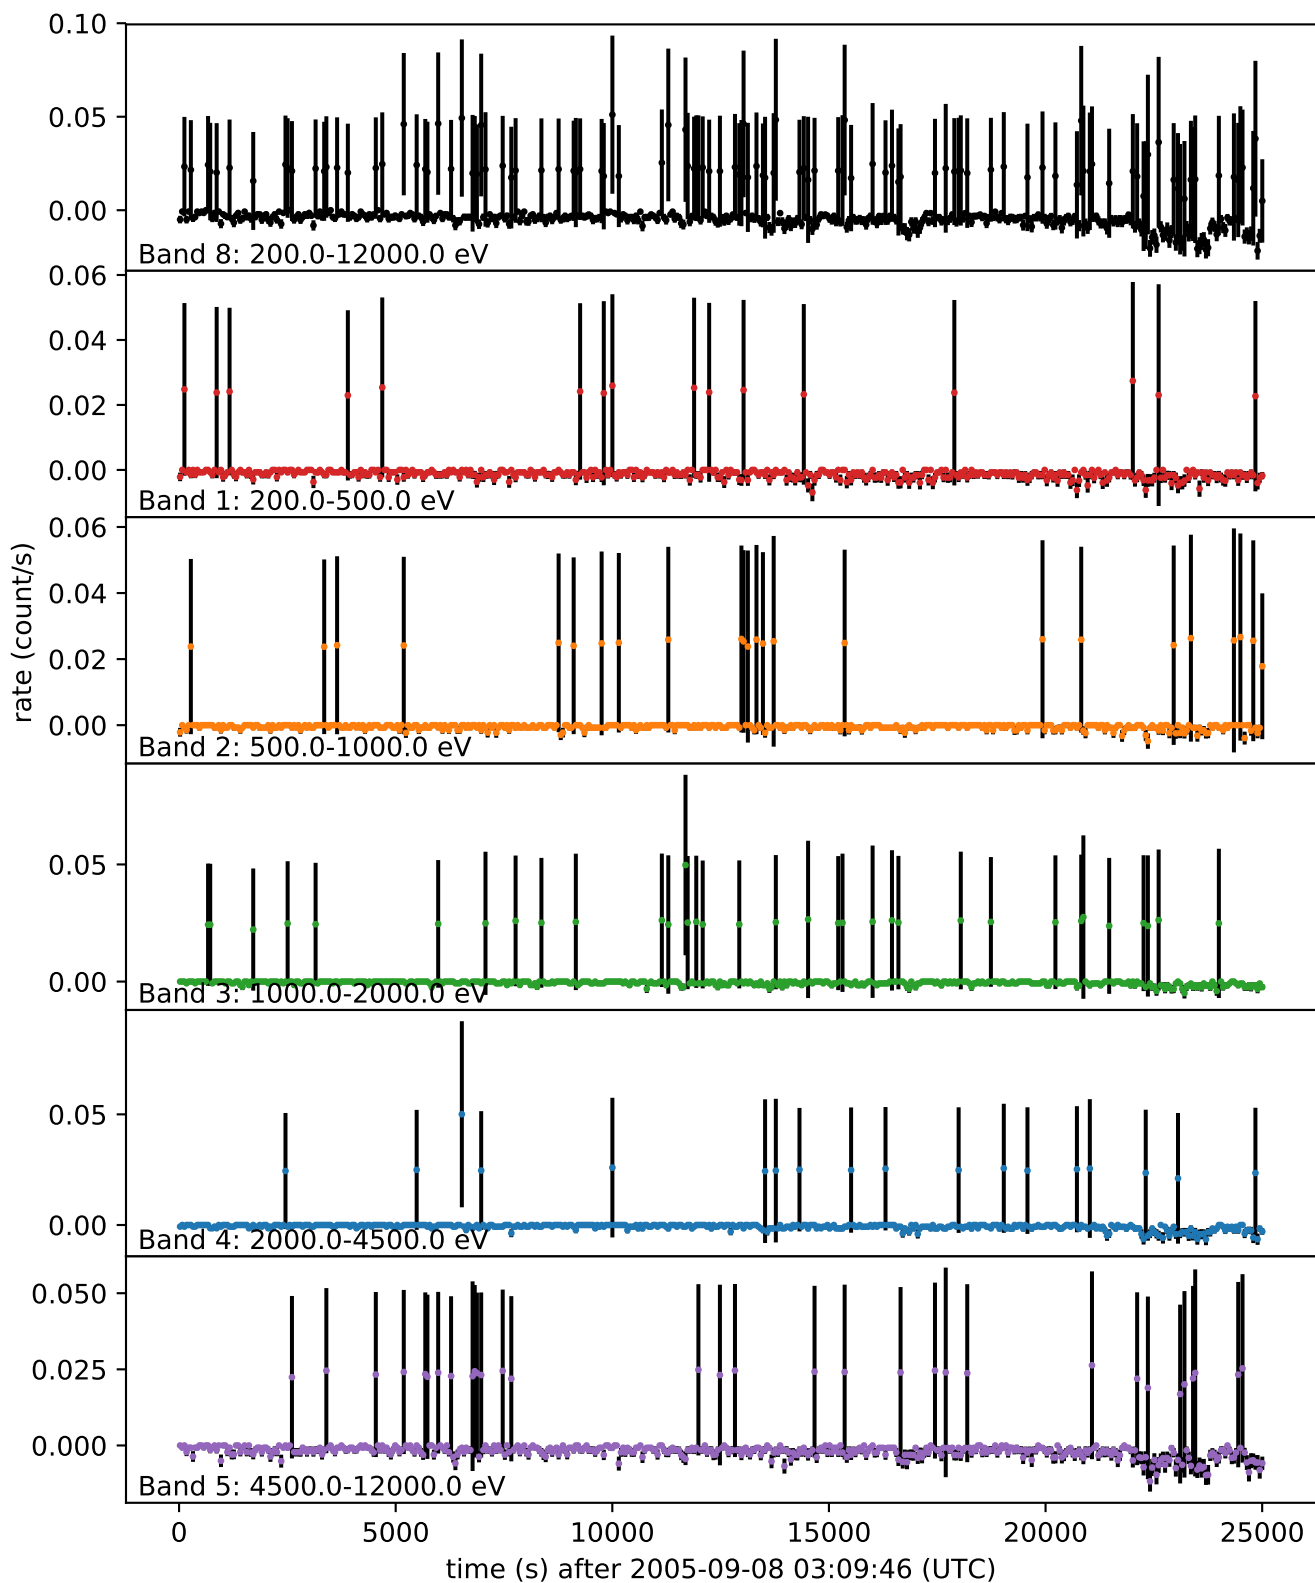 0.10
0.05
0.00
Band 8: 200.0-12000.0 eV
0.06
0.04
0.02
0.00
Band 1: 200.0-500.0 eV
0.06
0.04
0.02
0.00
Band 2: 500.0-1000.0 eV
rate (count/s)
0.05
0.00
Band 3: 1000.0-2000.0 eV
0.05
0.00
Band 4: 2000.0-4500.0 eV
0.050
0.025
0.000
Band 5: 4500.0-12000.0 eV
0 5000 10000 15000 20000 25000
time (s) after 2005-09-08 03:09:46 (UTC)